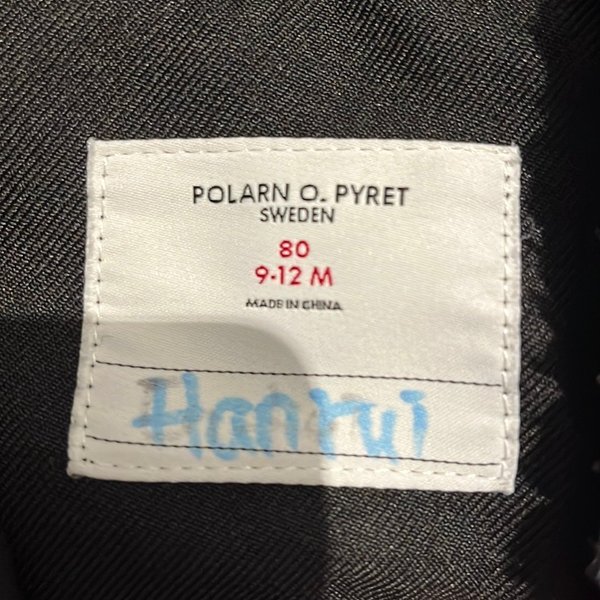 POLARN O. PYRET
SWEDEN
80
9-12 M
MADE IN CHINA
Hanrui